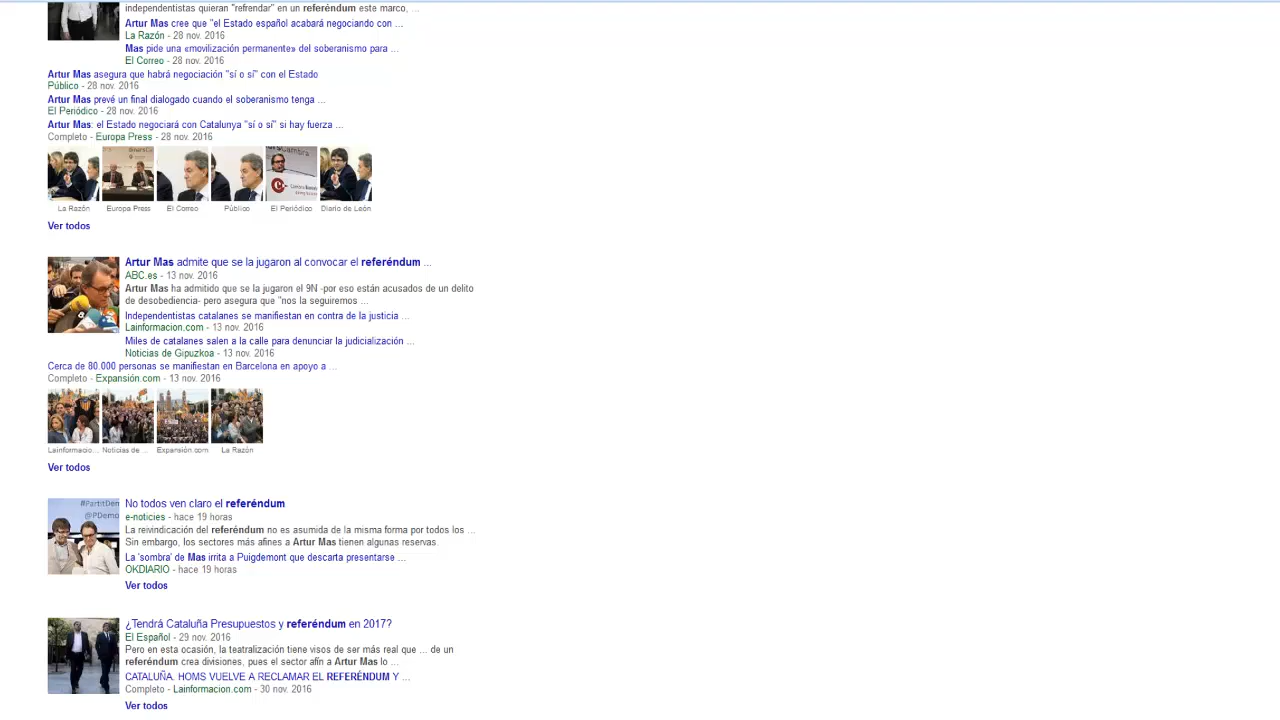 independentistas quieran "refrendar" en un referéndum este marco, ...
Artur Mas cree que "el Estado español acabará negociando con ...
La Razón - 28 nov. 2016
Mas pide una «movilización permanente» del soberanismo para ...
El Correo - 28 nov. 2016
Artur Mas asegura que habrá negociación "sí o sí" con el Estado
Público - 28 nov. 2016
Artur Mas prevé un final dialogado cuando el soberanismo tenga ...
El Periódico - 28 nov. 2016
Artur Mas: el Estado negociará con Catalunya "sí o sí" si hay fuerza ...
Completo - Europa Press - 28 nov. 2016
La Razón Europa Press El Correo Público El Periódico Diario de León
Ver todos
Artur Mas admite que se la jugaron al convocar el referéndum ...
ABC.es - 13 nov. 2016
Artur Mas ha admitido que se la jugaron el 9N -por eso están acusados de un delito
de desobediencia- pero asegura que "nos la seguiremos ...
Independentistas catalanes se manifiestan en contra de la justicia ...
Lainformacion.com - 13 nov. 2016
Miles de catalanes salen a la calle para denunciar la judicialización ...
Noticias de Gipuzkoa - 13 nov. 2016
Cerca de 80.000 personas se manifiestan en Barcelona en apoyo a ...
Completo - Expansión.com - 13 nov. 2016
Lainformacio... Noticias de ... Expansión.com La Razón
Ver todos
#PartitDem
@PDemo
No todos ven claro el referéndum
e-noticies - hace 19 horas
La reivindicación del referéndum no es asumida de la misma forma por todos los ...
Sin embargo, los sectores más afines a Artur Mas tienen algunas reservas.
La 'sombra' de Mas irrita a Puigdemont que descarta presentarse ...
OKDIARIO - hace 19 horas
Ver todos
¿Tendrá Cataluña Presupuestos y referéndum en 2017?
El Español - 29 nov. 2016
Pero en esta ocasión, la teatralización tiene visos de ser más real que ... de un
referéndum crea divisiones, pues el sector afín a Artur Mas lo ...
CATALUÑA. HOMS VUELVE A RECLAMAR EL REFERÉNDUM Y ...
Completo - Lainformacion.com - 30 nov. 2016
Ver todos